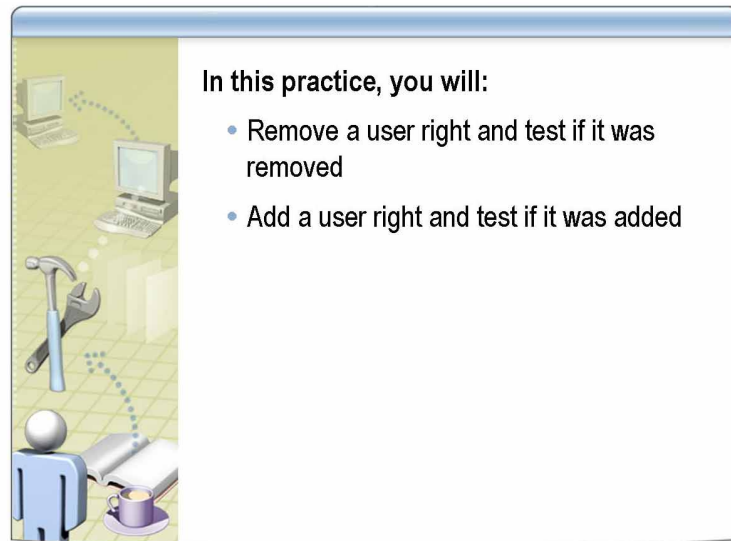 In this practice, you will:
• Remove a user right and test if it was
removed
• Add a user right and test if it was added